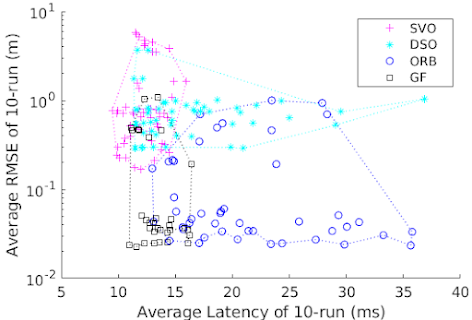 10^1
10^0
10^-1
10^-2
Average RMSE of 10-run (m)
SVO
DSO
ORB
GF
5 10 15 20 25 30 35 40
Average Latency of 10-run (ms)